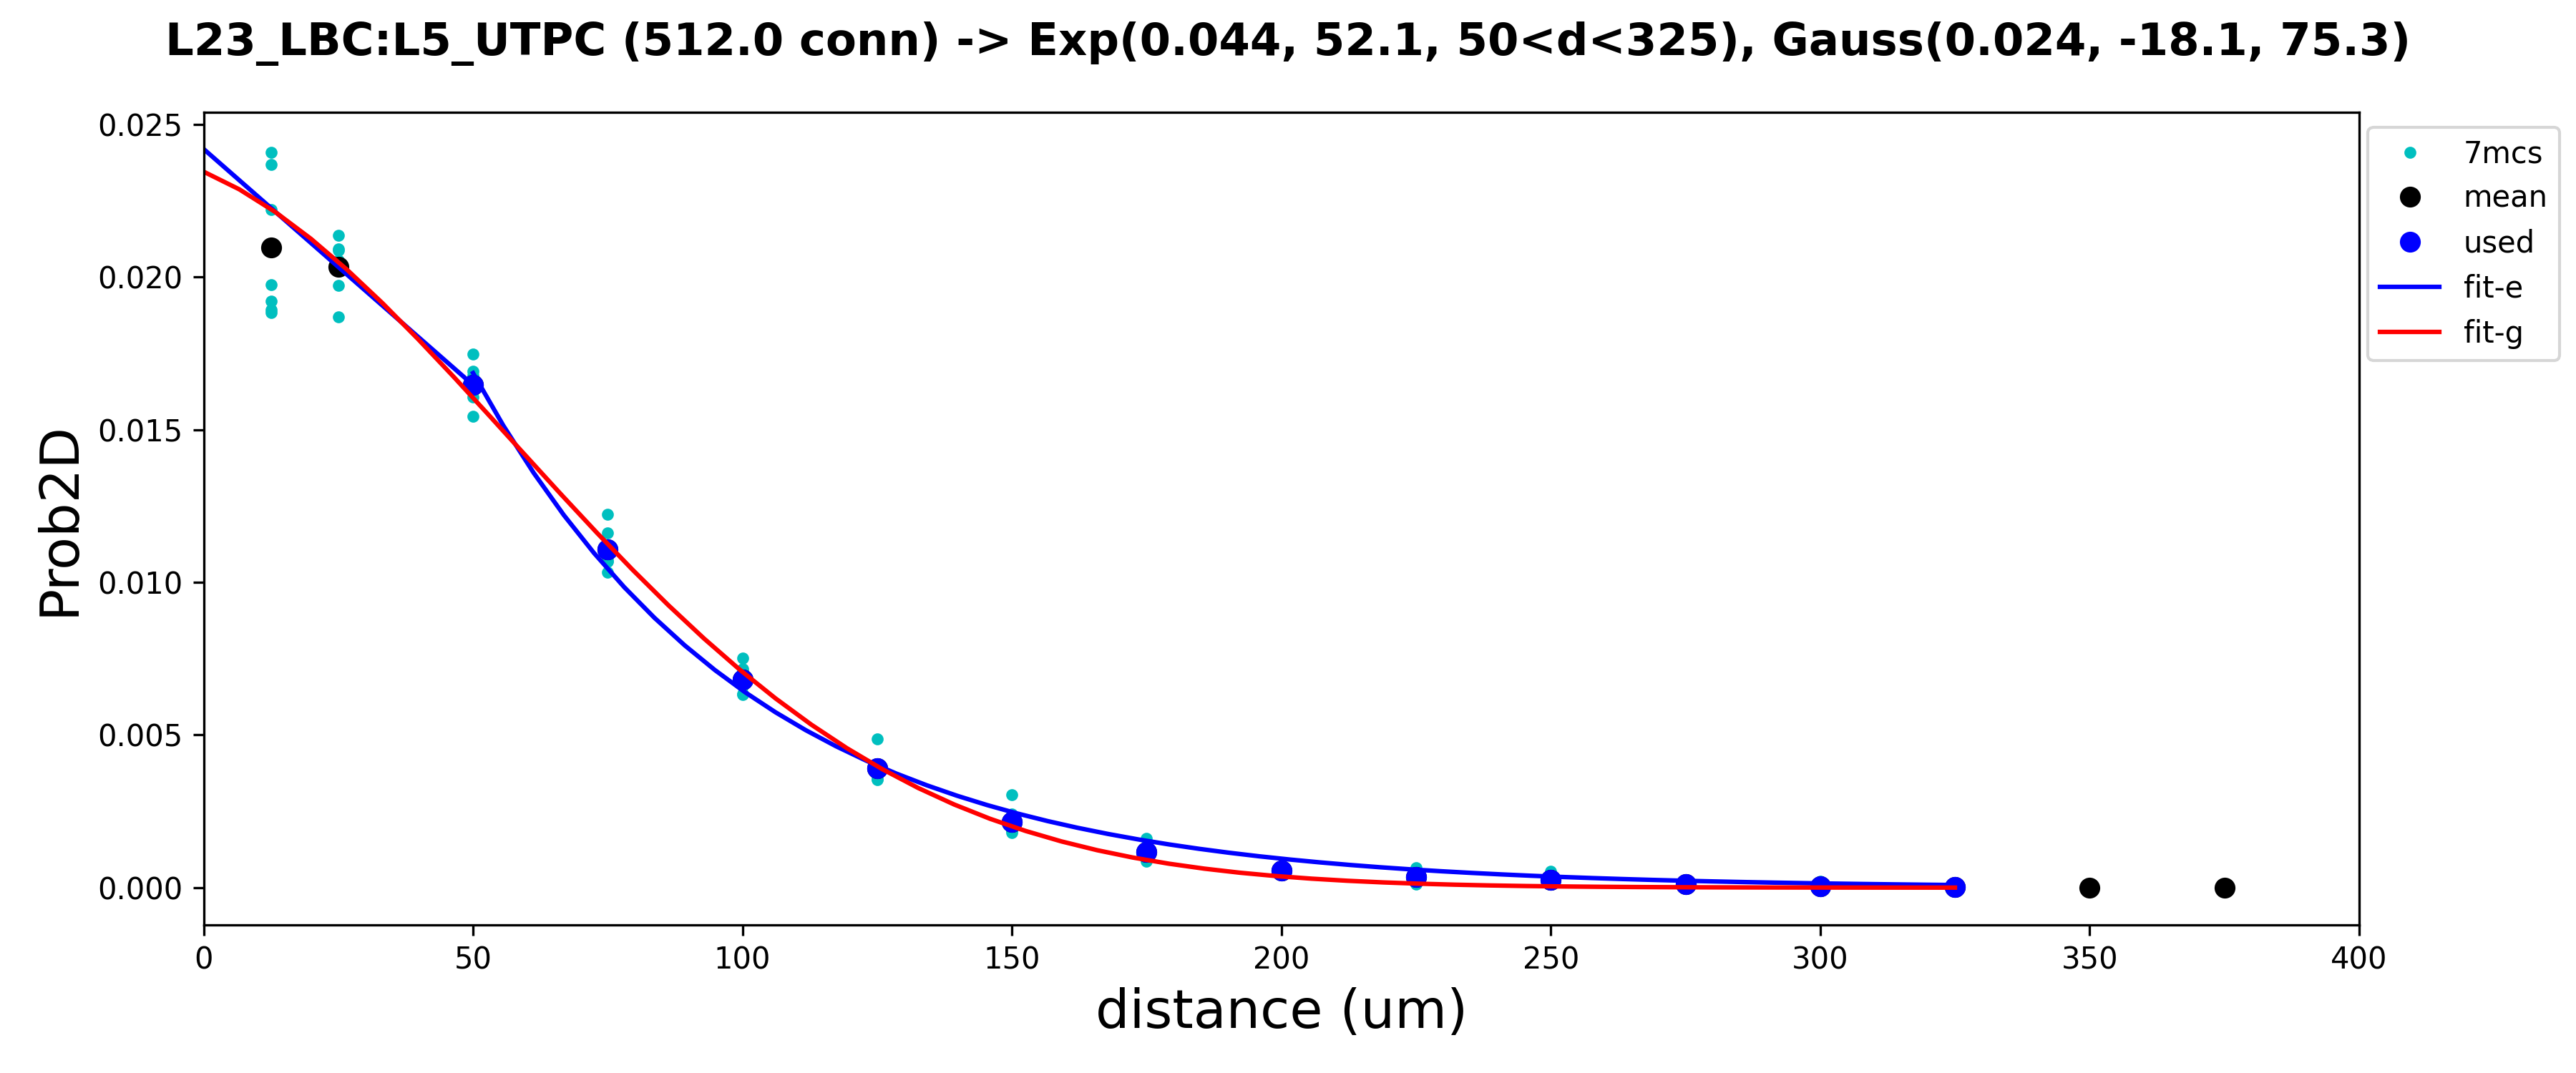 L23_LBC:L5_UTPC (512.0 conn) -> Exp(0.044, 52.1, 50<d<325), Gauss(0.024, -18.1, 75.3)
0.025
0.020
0.015
0.010
0.005
0.000
Prob2D
0 50 100 150 200 250 300 350 400
distance (um)
7mcs
mean
used
fit-e
fit-g